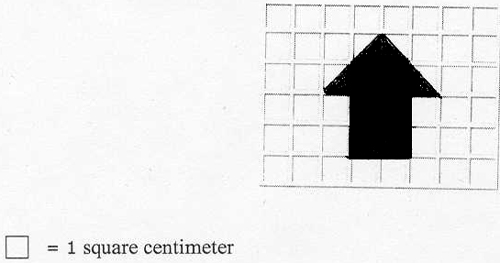 = 1 square centimeter